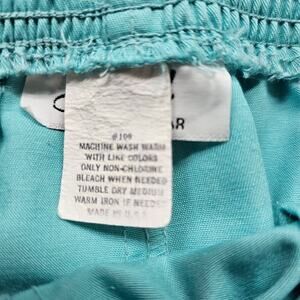 #109
MACHINE WASH WARM
WITH LIKE COLORS
ONLY NON-CHLORINE
BLEACH WHEN NEEDED
TUMBLE DRY MEDIUM
WARM IRON IF NEEDED
MADE IN U.S.A.
AR